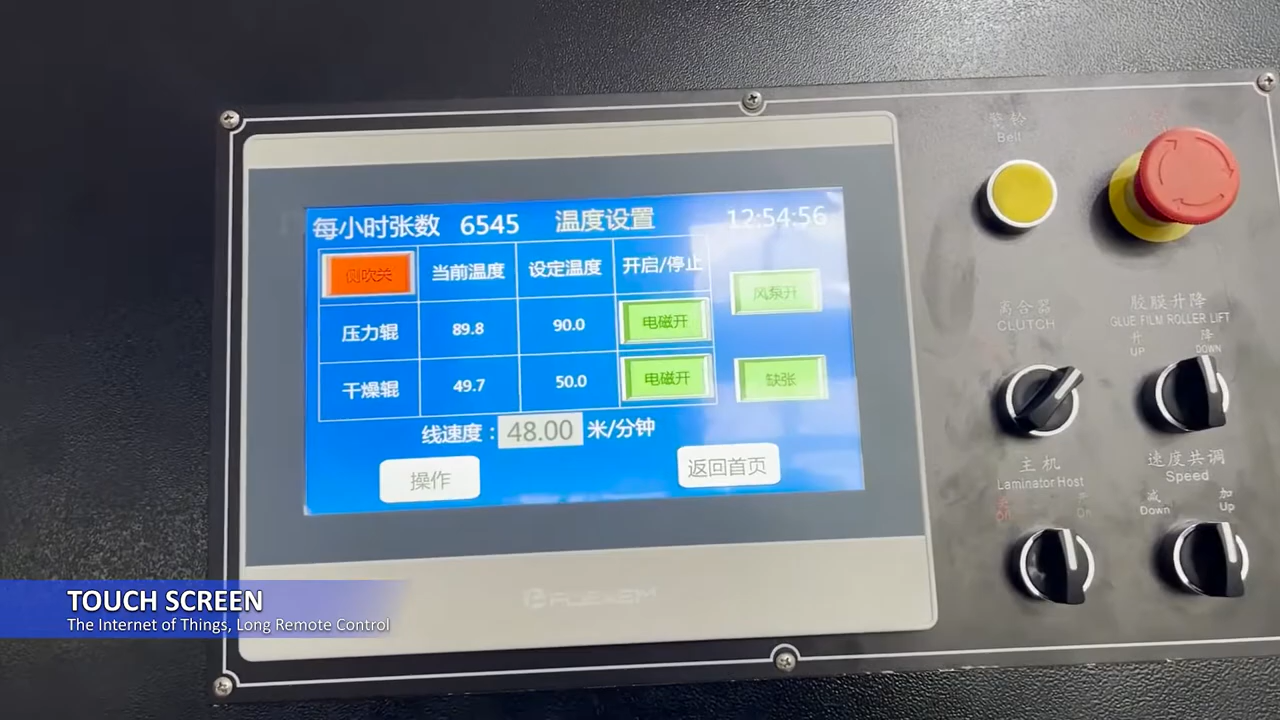 每小时张数 6545 温度设置 12:54:56
侧吹关 当前温度 设定温度 开启/停止 风泵开
压力辊 89.8 90.0 电磁开
干燥辊 49.7 50.0 电磁开 缺张
线速度：48.00 米/分钟
操作 返回首页
FLEXEM
警铃
Bell
离合器
CLUTCH
胶膜升降
GLUE FILM ROLLER LIFT
升 降
UP DOWN
主机
Laminator Host
On
速度共调
Speed
减 加
Down Up
TOUCH SCREEN
The Internet of Things, Long Remote Control